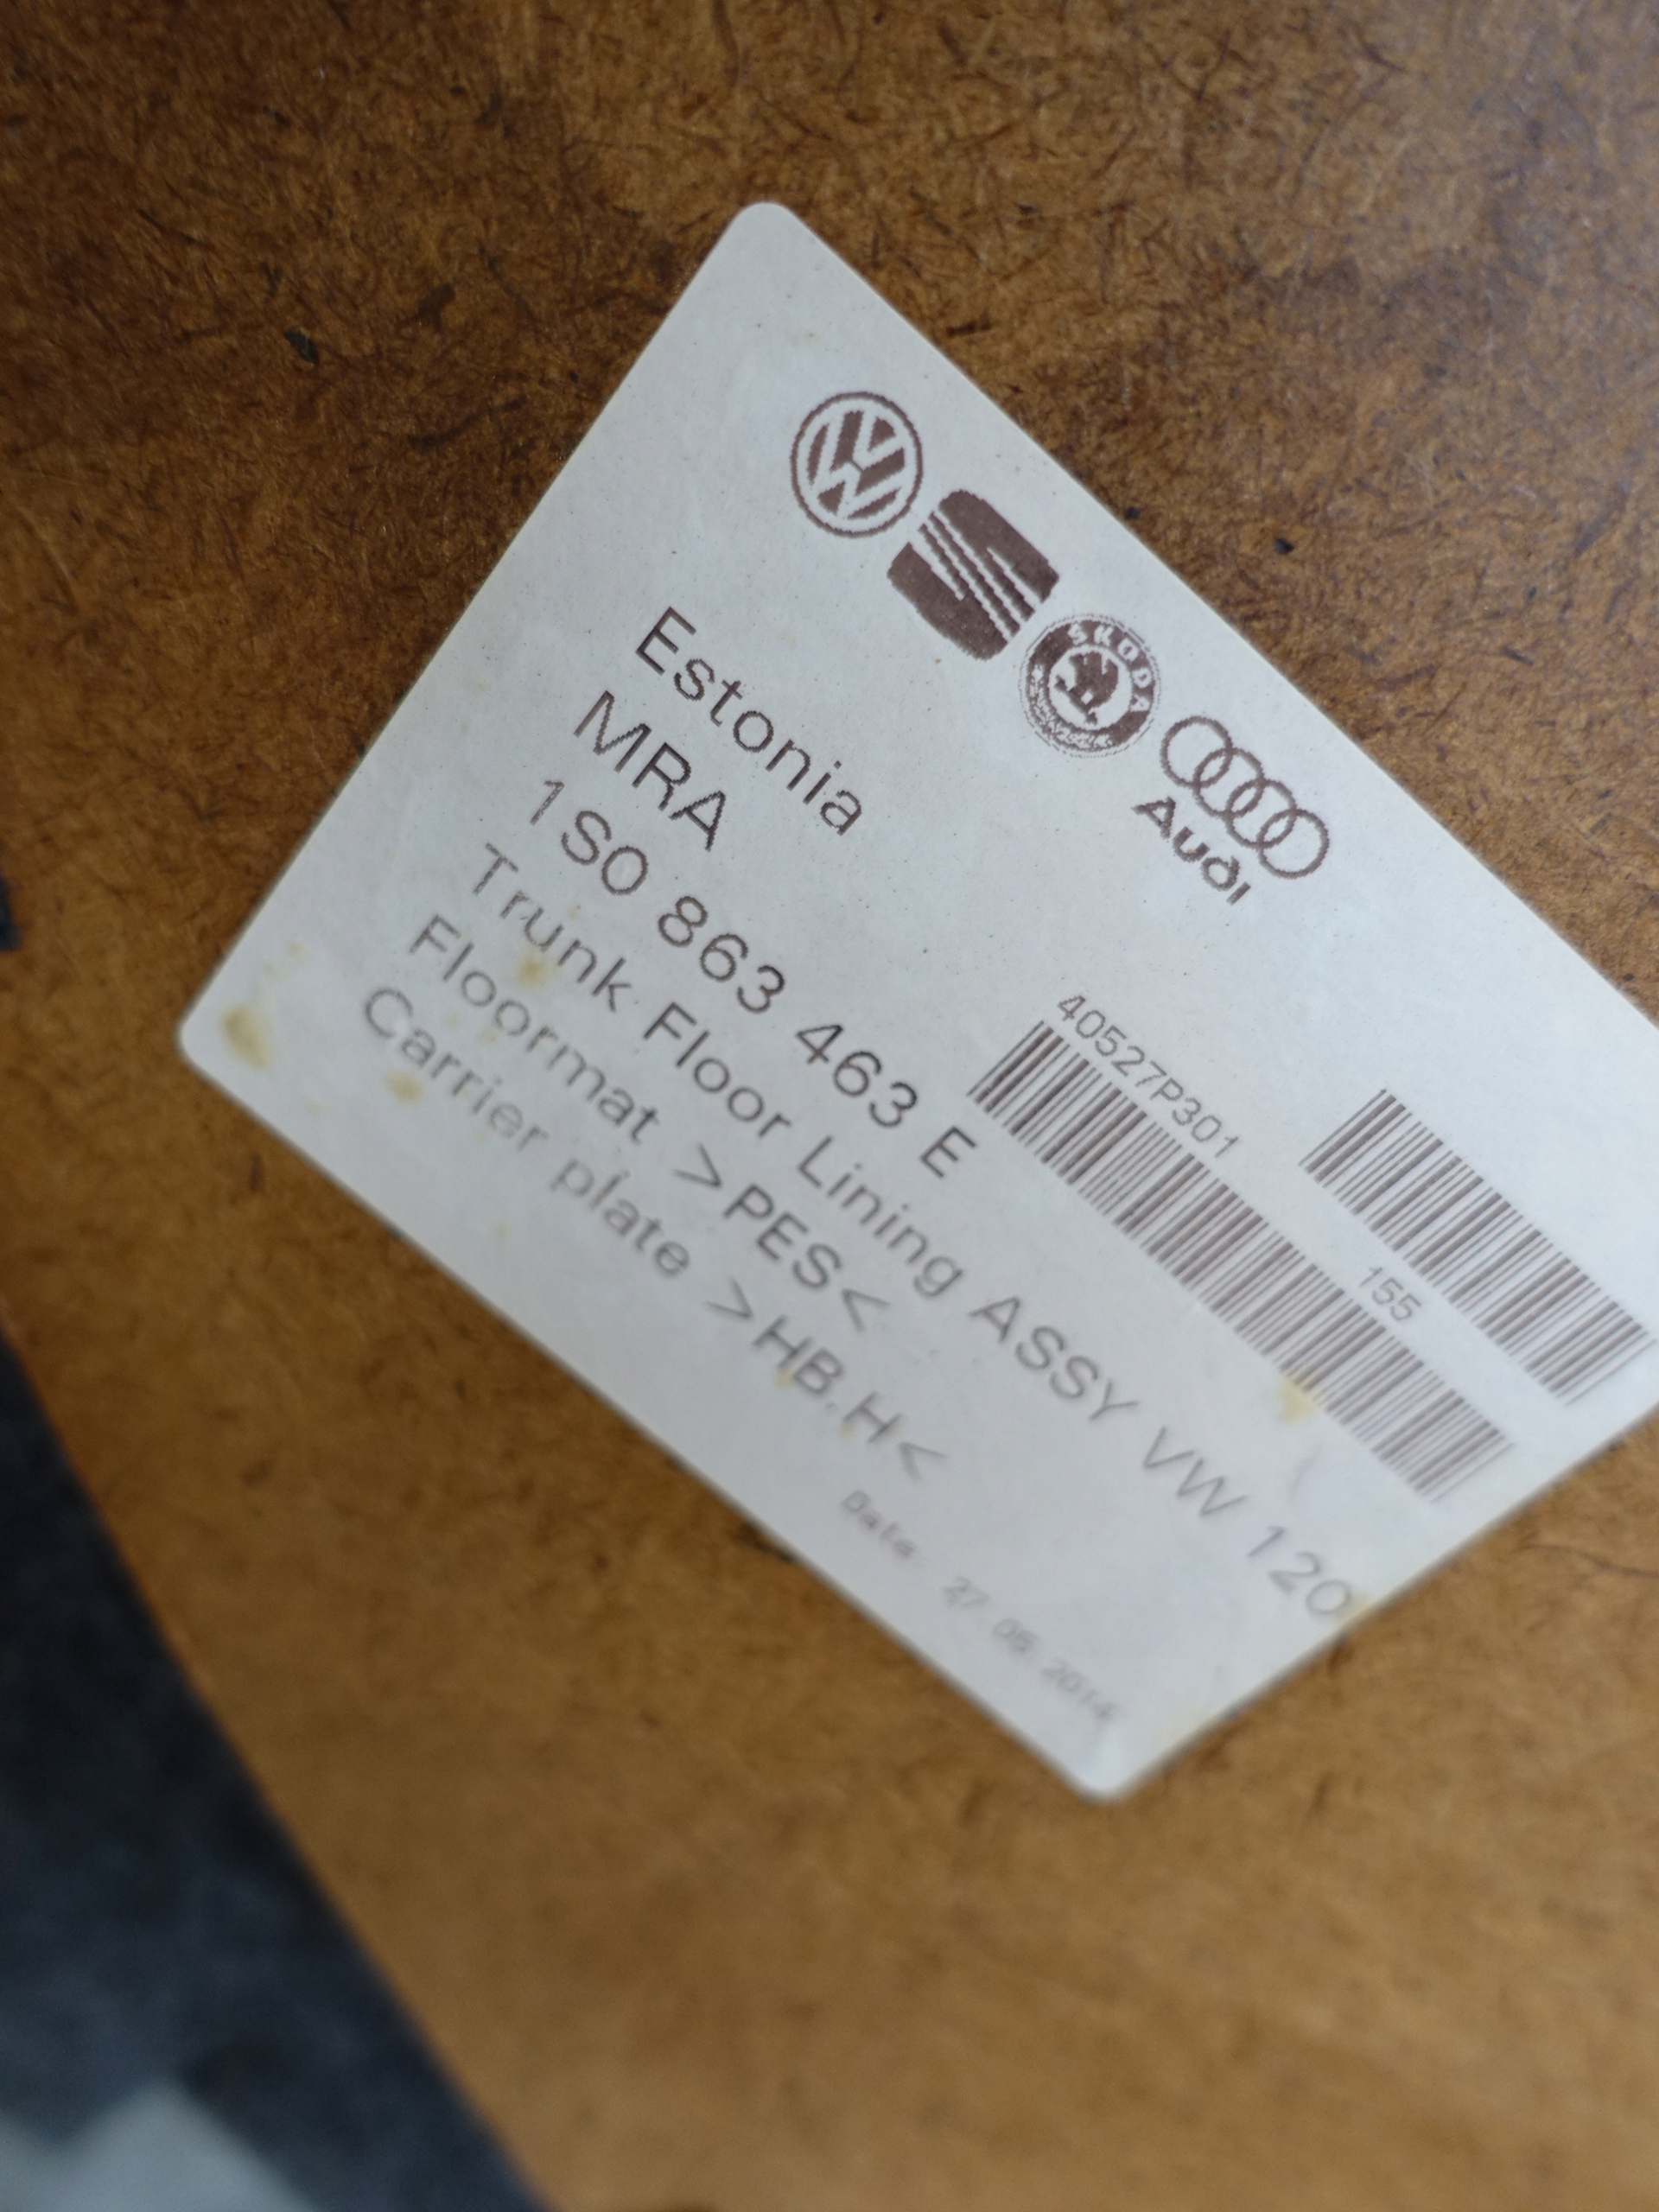 SKODA
Audi
Estonia
MRA
1S0 863 463 E
Trunk Floor Lining ASSY VW 120
Floormat >PES<
Carrier plate >HB.H<
40527P301
155
Date 27.05.2014